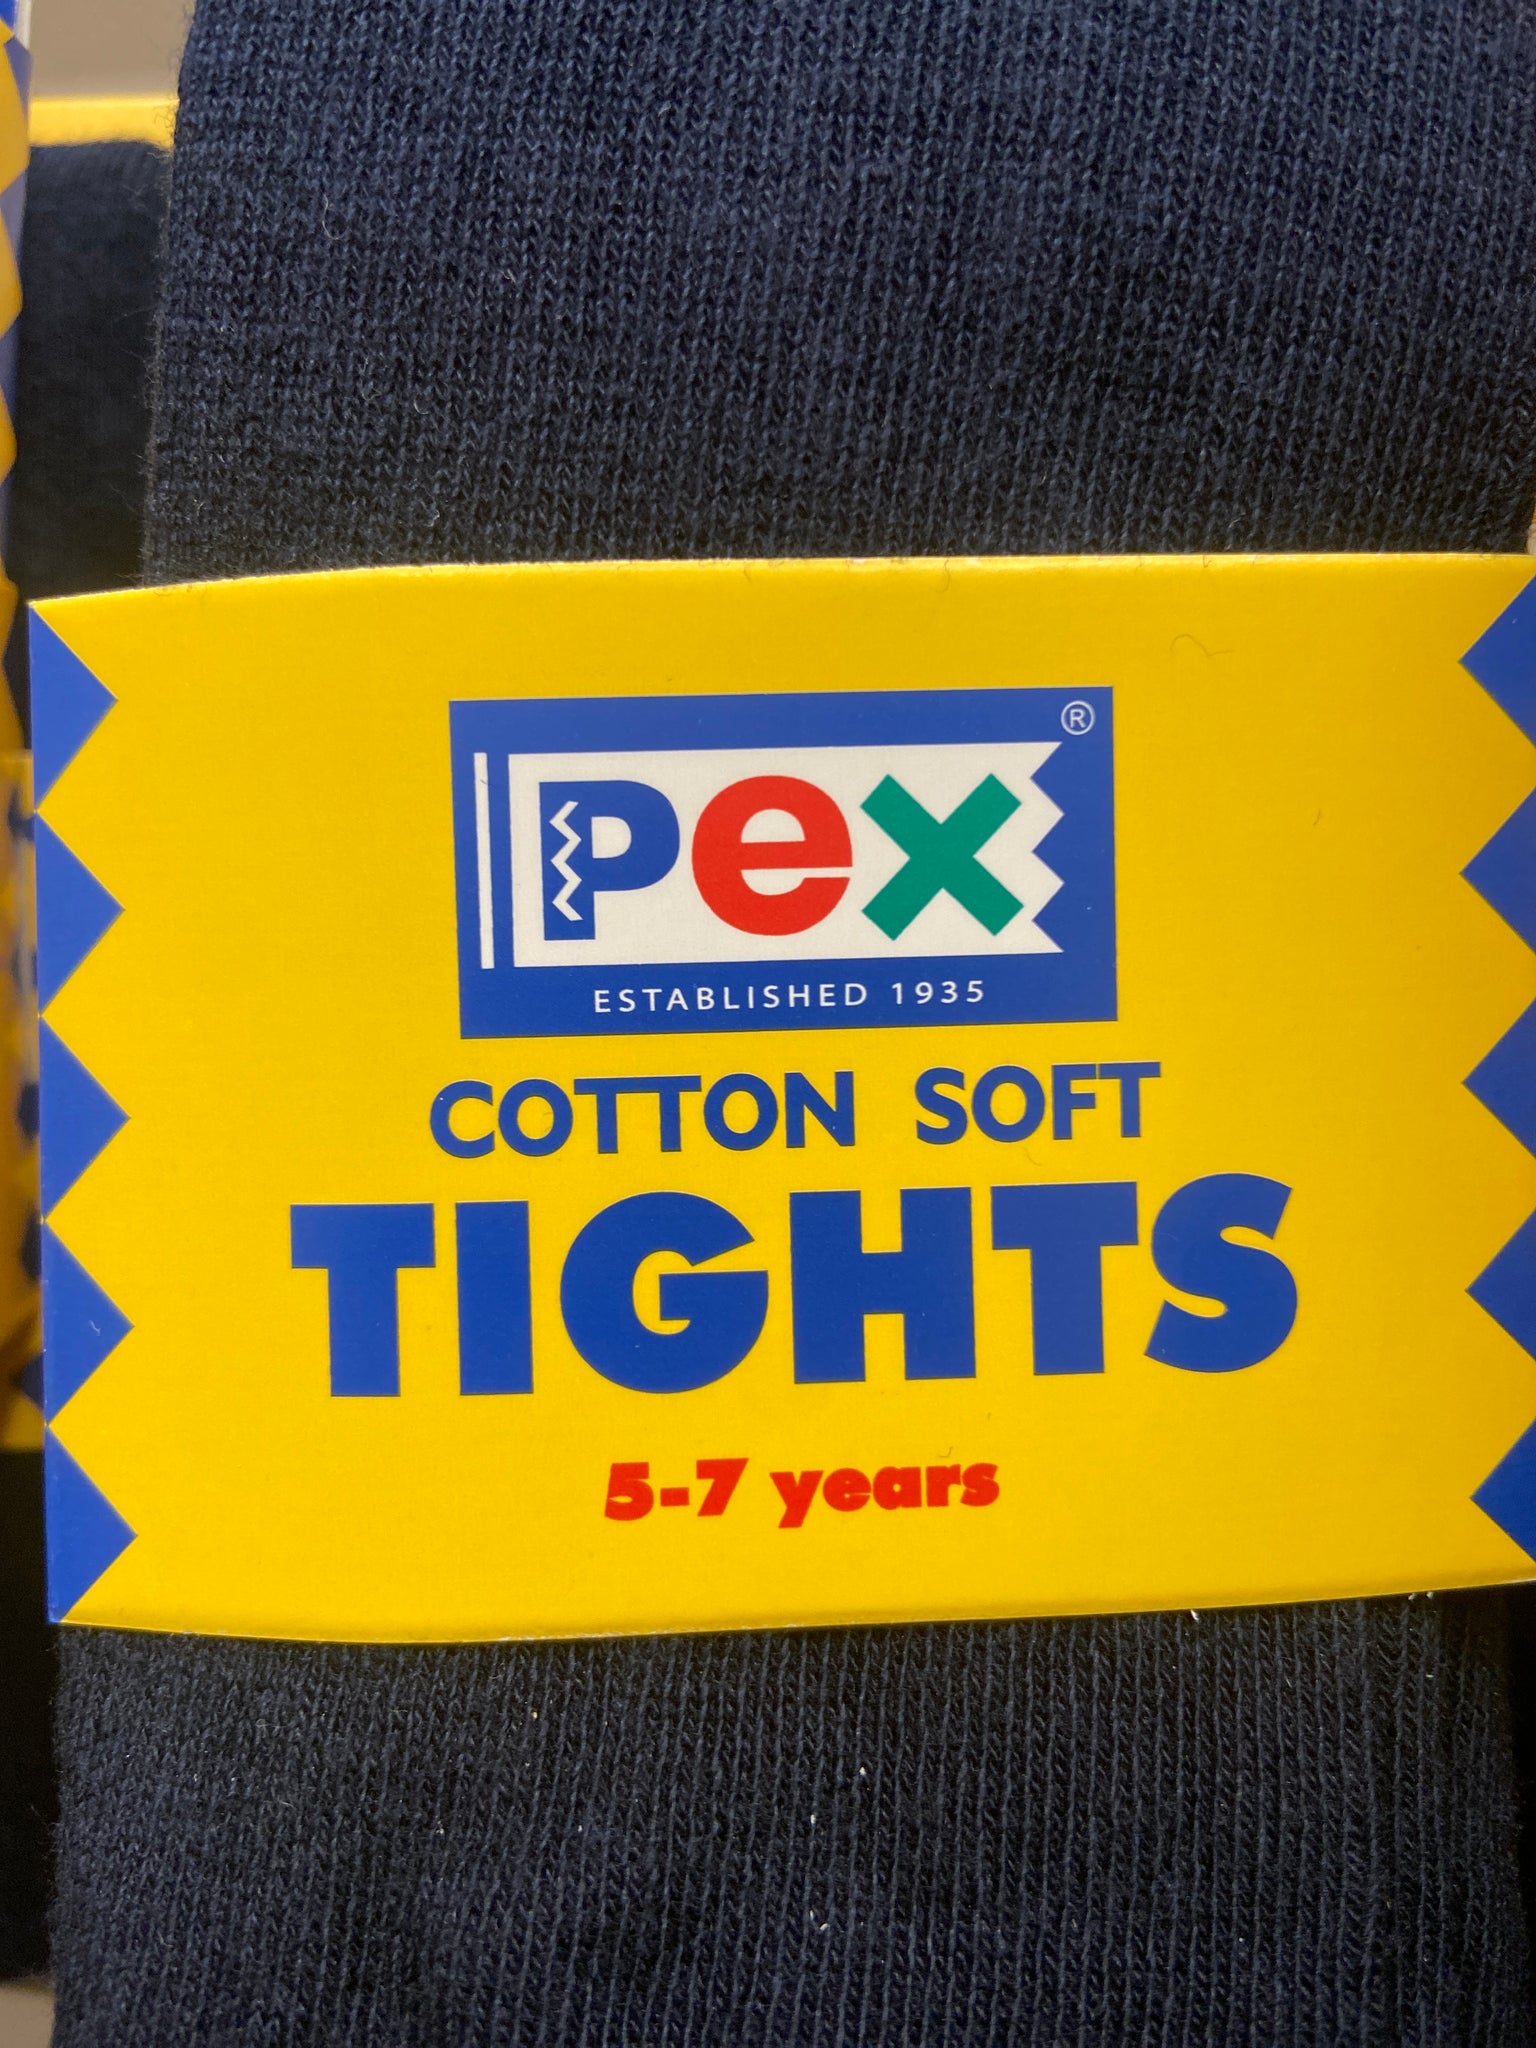 pex®
ESTABLISHED 1935
COTTON SOFT
TIGHTS
5-7 years